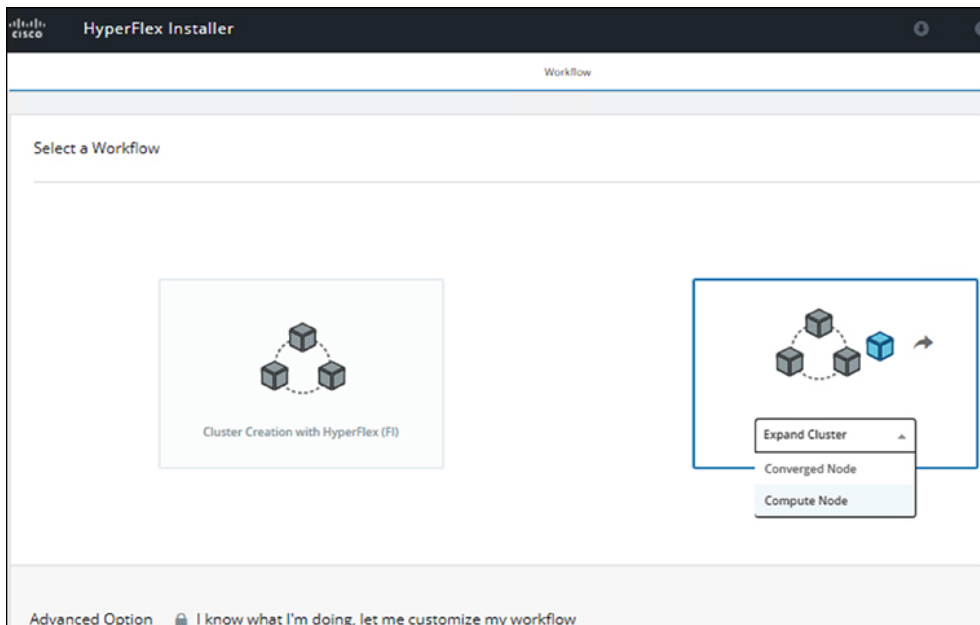 cisco
HyperFlex Installer
Workflow
Select a Workflow
Cluster Creation with HyperFlex (FI)
Expand Cluster
Converged Node
Compute Node
Advanced Option I know what I'm doing, let me customize my workflow